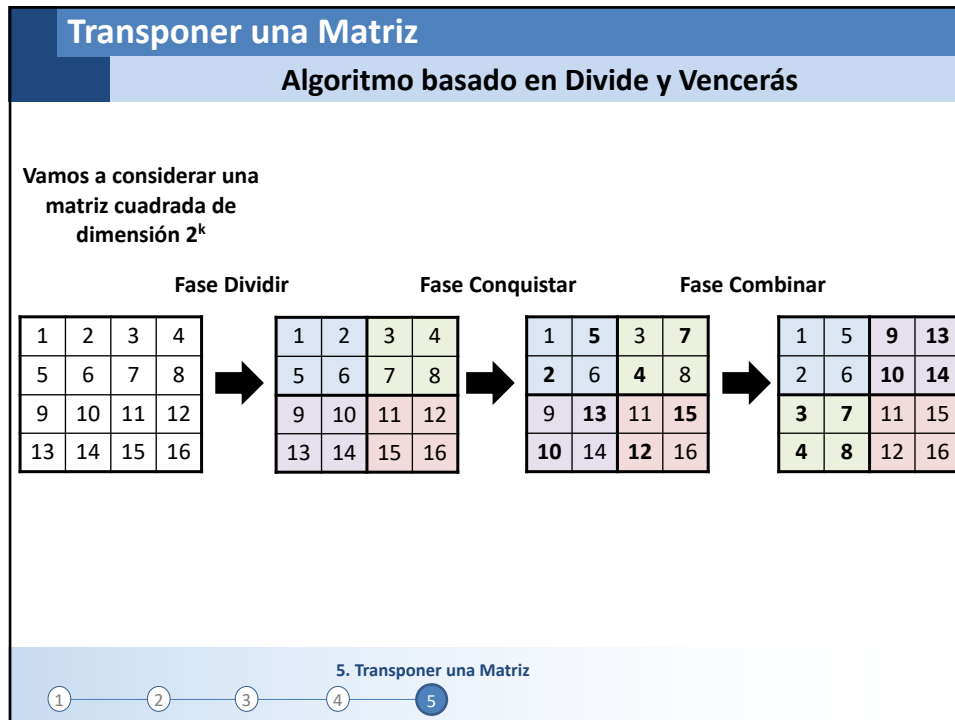 Transponer una Matriz
Algoritmo basado en Divide y Vencerás
Vamos a considerar una
matriz cuadrada de
dimensión 2ᵏ
Fase Dividir
Fase Conquistar
Fase Combinar
1 2 3 4
5 6 7 8
9 10 11 12
13 14 15 16
1 2 3 4
5 6 7 8
9 10 11 12
13 14 15 16
1 5 3 7
2 6 4 8
9 13 11 15
10 14 12 16
1 5 9 13
2 6 10 14
3 7 11 15
4 8 12 16
5. Transponer una Matriz
1 2 3 4 5